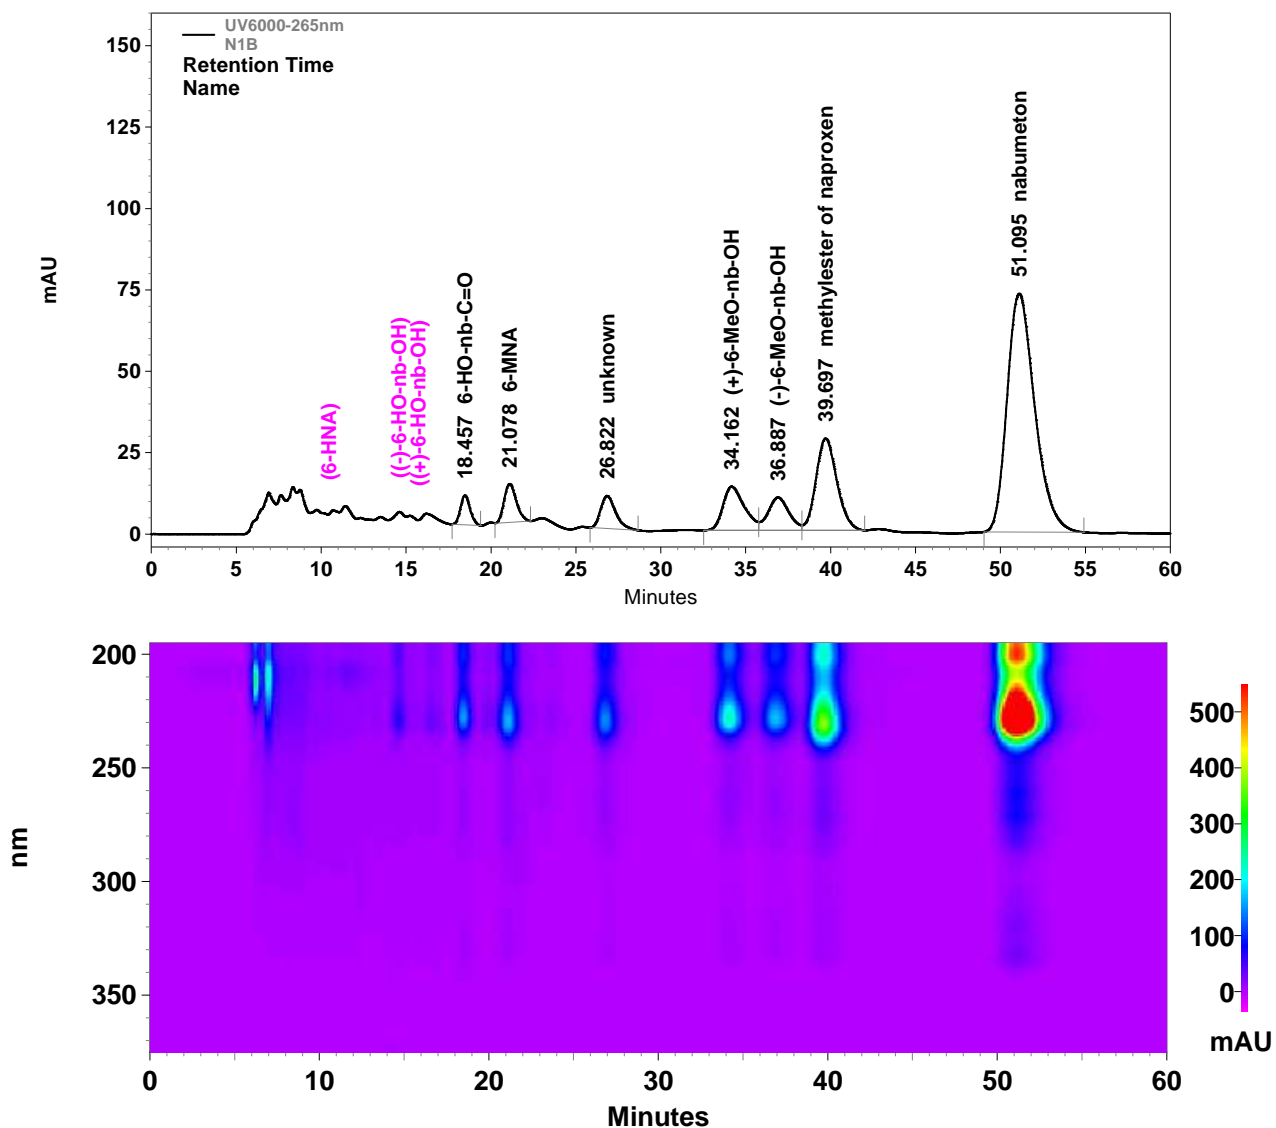 UV6000-265nm
N1B
Retention Time
Name
150
125
100
75
50
25
0
mAU
(6-HNA)
((-)-6-HO-nb-OH)
((+)-6-HO-nb-OH)
18.457 6-HO-nb-C=O
21.078 6-MNA
26.822 unknown
34.162 (+)-6-MeO-nb-OH
36.887 (-)-6-MeO-nb-OH
39.697 methylester of naproxen
51.095 nabumeton
0 5 10 15 20 25 30 35 40 45 50 55 60
Minutes
200
250
300
350
nm
0 10 20 30 40 50 60
Minutes
500
400
300
200
100
0
mAU